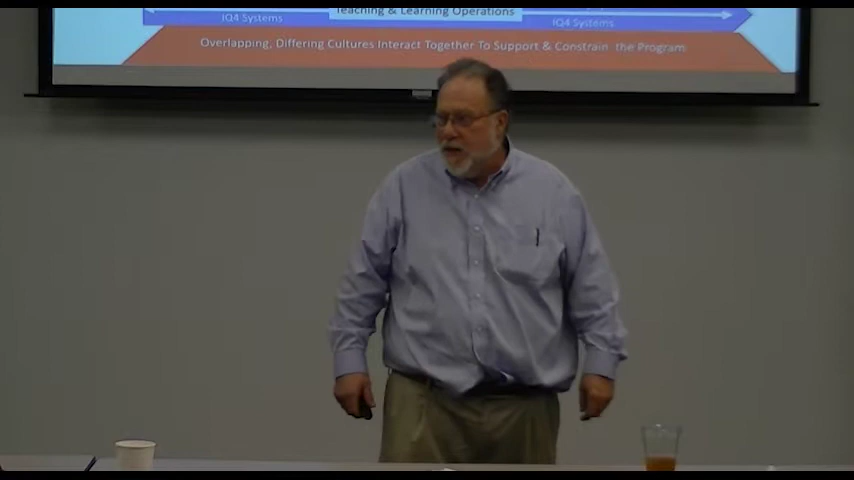 Teaching & Learning Operations
IQ4 Systems
IQ4 Systems
Overlapping, Differing Cultures Interact Together To Support & Constrain the Program